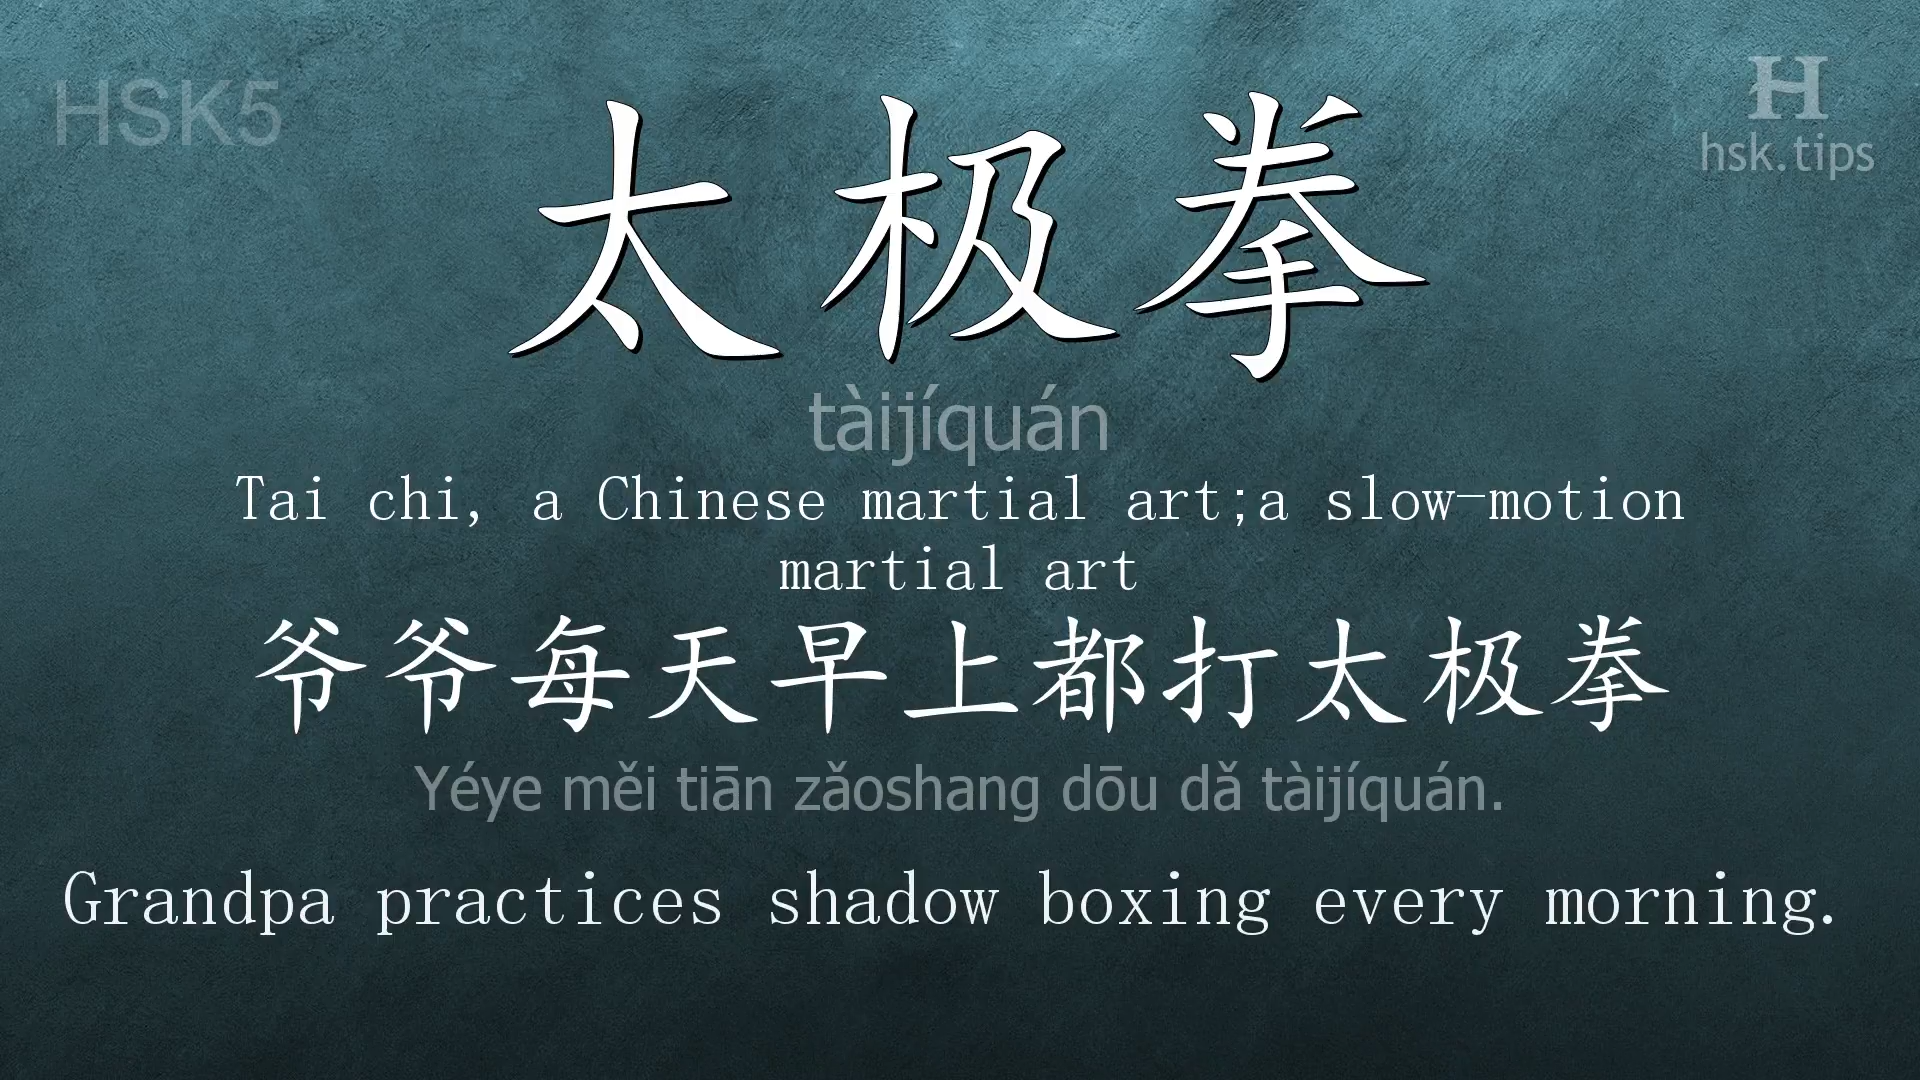 HSK5
H
hsk.tips
太极拳
tàijíquán
Tai chi, a Chinese martial art;a slow-motion
martial art
爷爷每天早上都打太极拳
Yéye měi tiān zǎoshang dōu dǎ tàijíquán.
Grandpa practices shadow boxing every morning.